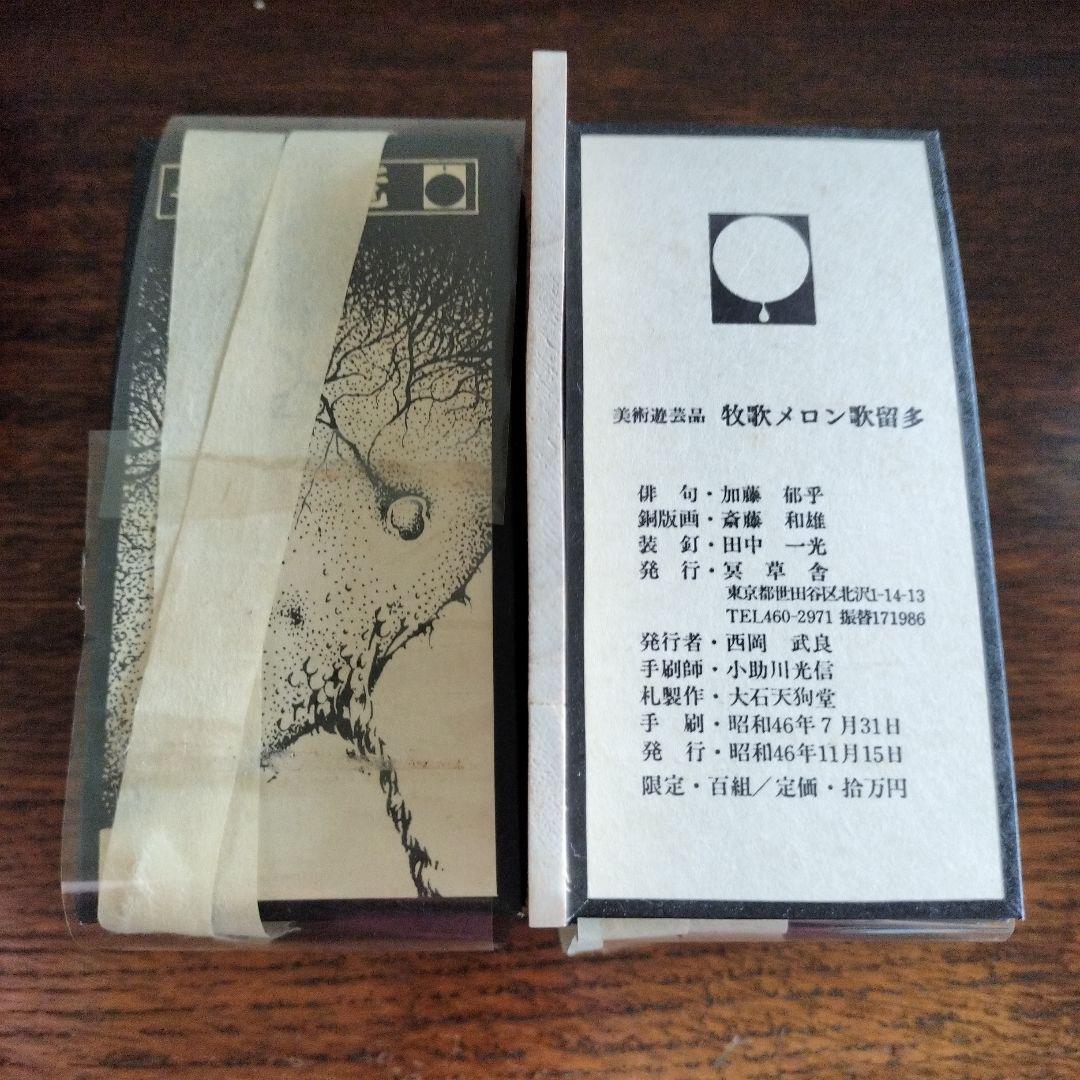 美術遊芸品 牧歌メロン歌留多
俳 句・加藤 郁乎
銅版画・斎藤 和雄
装 釘・田中 一光
発 行・冥草舎
東京都世田谷区北沢1-14-13
TEL460-2971 振替171986
発行者・西岡 武良
手刷師・小助川光信
札製作・大石天狗堂
手 刷・昭和46年7月31日
発 行・昭和46年11月15日
限定・百組／定価・拾万円